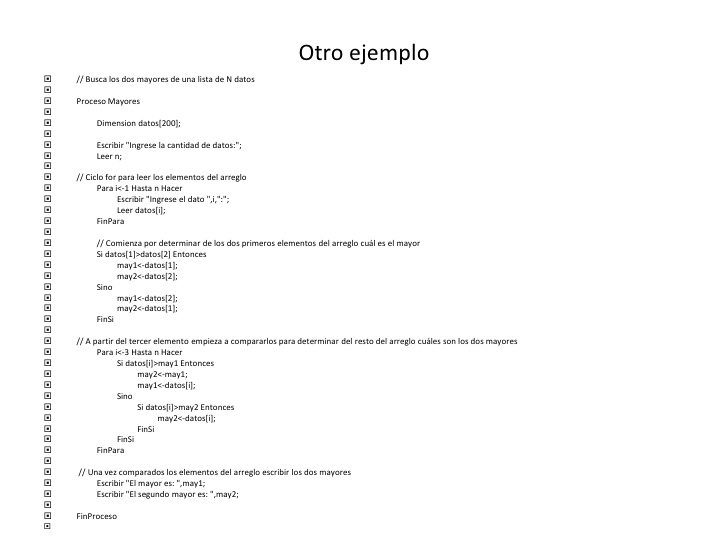 Otro ejemplo
// Busca los dos mayores de una lista de N datos
Proceso Mayores
Dimension datos[200];
Escribir "Ingrese la cantidad de datos:";
Leer n;
// Ciclo for para leer los elementos del arreglo
Para i<-1 Hasta n Hacer
Escribir "Ingrese el dato ",i,":";
Leer datos[i];
FinPara
// Comienza por determinar de los dos primeros elementos del arreglo cuál es el mayor
Si datos[1]>datos[2] Entonces
may1<-datos[1];
may2<-datos[2];
Sino
may1<-datos[2];
may2<-datos[1];
FinSi
// A partir del tercer elemento empieza a compararlos para determinar del resto del arreglo cuáles son los dos mayores
Para i<-3 Hasta n Hacer
Si datos[i]>may1 Entonces
may2<-may1;
may1<-datos[i];
Sino
Si datos[i]>may2 Entonces
may2<-datos[i];
FinSi
FinSi
FinPara
// Una vez comparados los elementos del arreglo escribir los dos mayores
Escribir "El mayor es: ",may1;
Escribir "El segundo mayor es: ",may2;
FinProceso